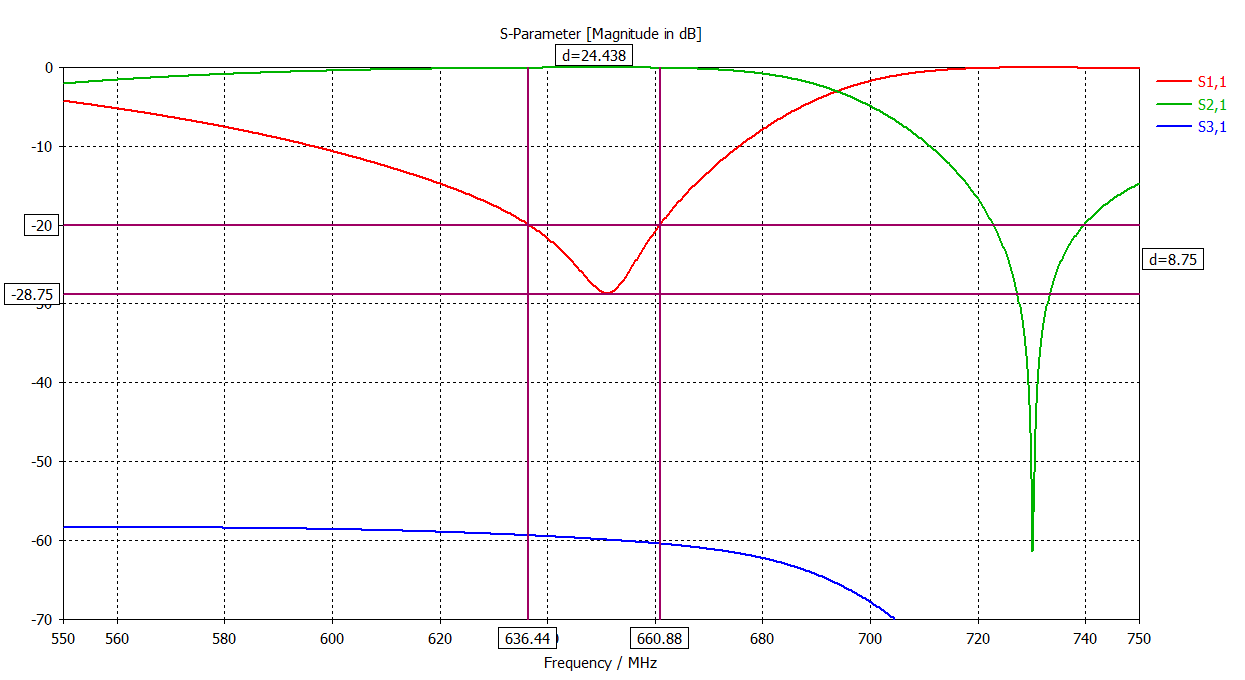 S-Parameter [Magnitude in dB]
d=24.438
0
S1,1
S2,1
S3,1
-10
-20
d=8.75
-28.75
-40
-50
-60
-70
550 560 580 600 620 636.44 660.88 680 700 720 740 750
Frequency / MHz